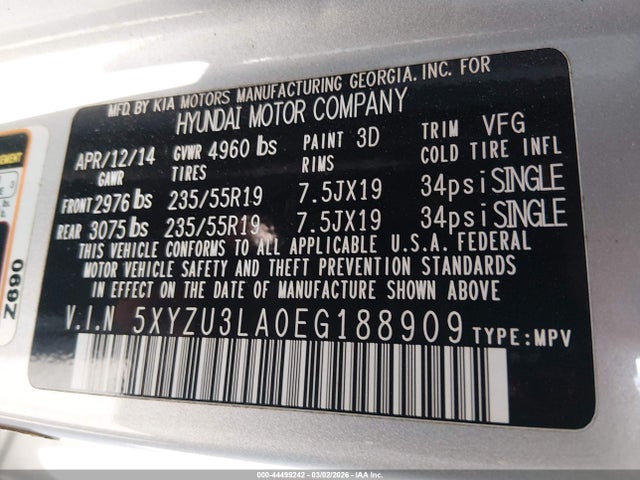 MFD.BY KIA MOTORS MANUFACTURING GEORGIA.INC.FOR
HYUNDAI MOTOR COMPANY
APR/12/14 GVWR 4960 lbs PAINT 3D TRIM VFG
GAWR TIRES RIMS COLD TIRE INFL
FRONT 2976 lbs 235/55R19 7.5JX19 34psi SINGLE
REAR 3075 lbs 235/55R19 7.5JX19 34psi SINGLE
THIS VEHICLE CONFORMS TO ALL APPLICABLE U.S.A. FEDERAL
MOTOR VEHICLE SAFETY AND THEFT PREVENTION STANDARDS
IN EFFECT ON THE DATE OF MANUFACTURE SHOWN ABOVE
V.I.N 5XYZU3LA0EG188909 TYPE:MPV
Z690
000-44499242 - 03/02/2026 - IAA Inc.